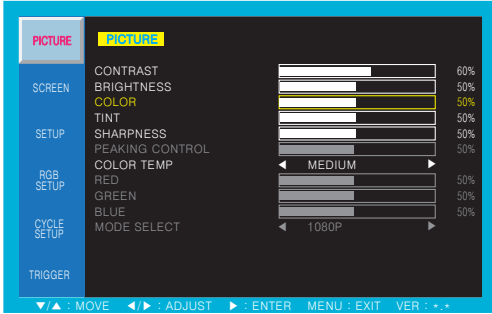 PICTURE
PICTURE
CONTRAST 60%
BRIGHTNESS 50%
COLOR 50%
TINT 50%
SHARPNESS 50%
PEAKING CONTROL 50%
COLOR TEMP ◀ MEDIUM ▶
RED 50%
GREEN 50%
BLUE 50%
MODE SELECT ◀ 1080P ▶
SCREEN
SETUP
RGB
SETUP
CYCLE
SETUP
TRIGGER
▼/▲ : MOVE ◀/▶ : ADJUST ▶ : ENTER MENU : EXIT VER : *.*